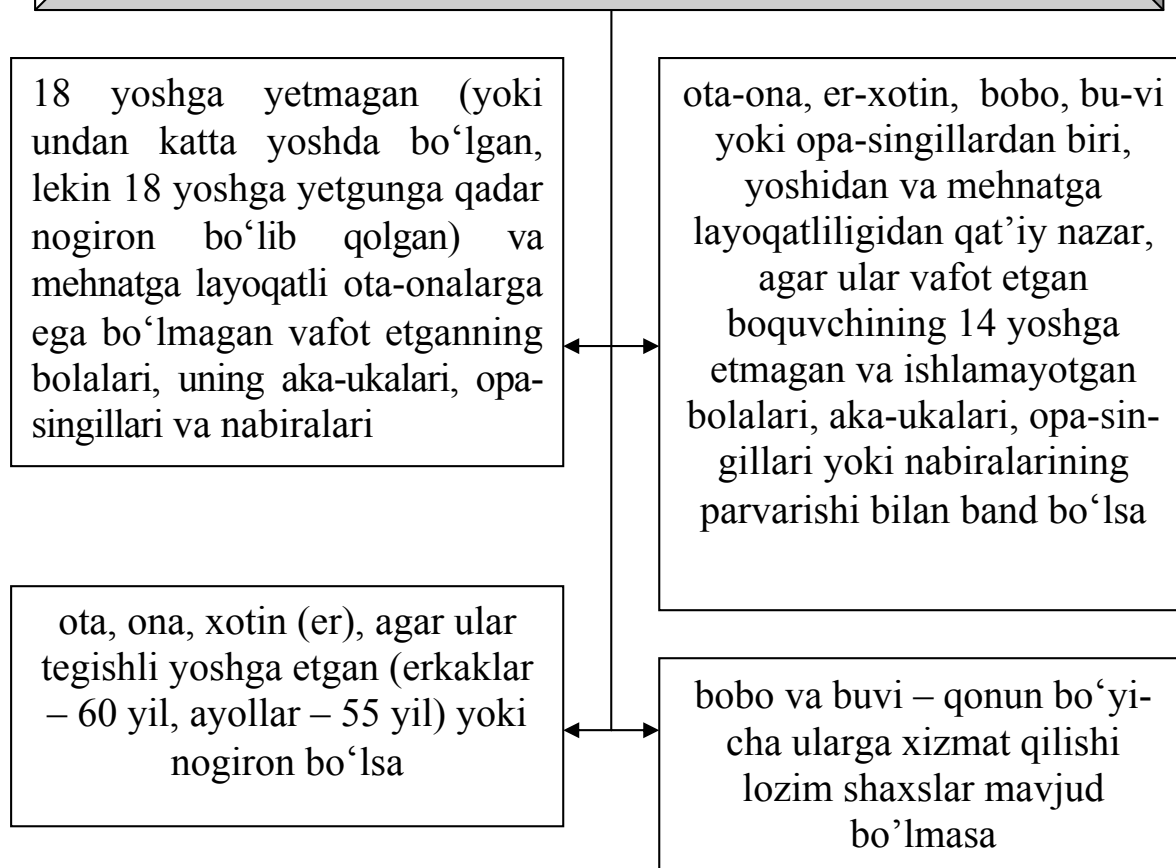 18 yoshga yetmagan (yoki
undan katta yoshda bo‘lgan,
lekin 18 yoshga yetgunga qadar
nogiron bo‘lib qolgan) va
mehnatga layoqatli ota-onalarga
ega bo‘lmagan vafot etganning
bolalari, uning aka-ukalari, opa-
singillari va nabiralari
ota-ona, er-xotin, bobo, bu-vi
yoki opa-singillardan biri,
yoshidan va mehnatga
layoqatliligidan qat’iy nazar,
agar ular vafot etgan
boquvchining 14 yoshga
etmagan va ishlamayotgan
bolalari, aka-ukalari, opa-sin-
gillari yoki nabiralarining
parvarishi bilan band bo‘lsa
ota, ona, xotin (er), agar ular
tegishli yoshga etgan (erkaklar
– 60 yil, ayollar – 55 yil) yoki
nogiron bo‘lsa
bobo va buvi – qonun bo‘yi-
cha ularga xizmat qilishi
lozim shaxslar mavjud
bo’lmasa